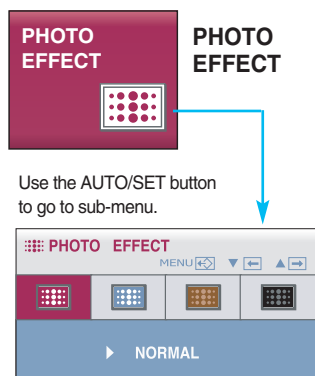 PHOTO
EFFECT
PHOTO
EFFECT
Use the AUTO/SET button
to go to sub-menu.
PHOTO EFFECT
MENU ▼ ▲
NORMAL